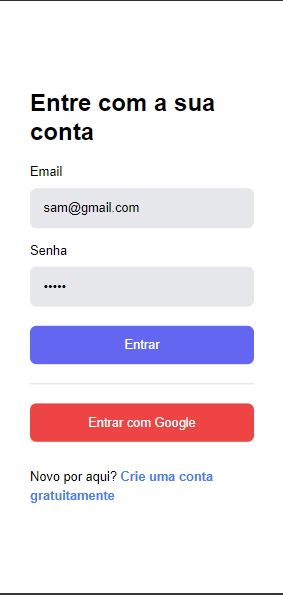 Entre com a sua
conta
Email
sam@gmail.com
Senha
•••••
Entrar
Entrar com Google
Novo por aqui? Crie uma conta
gratuitamente